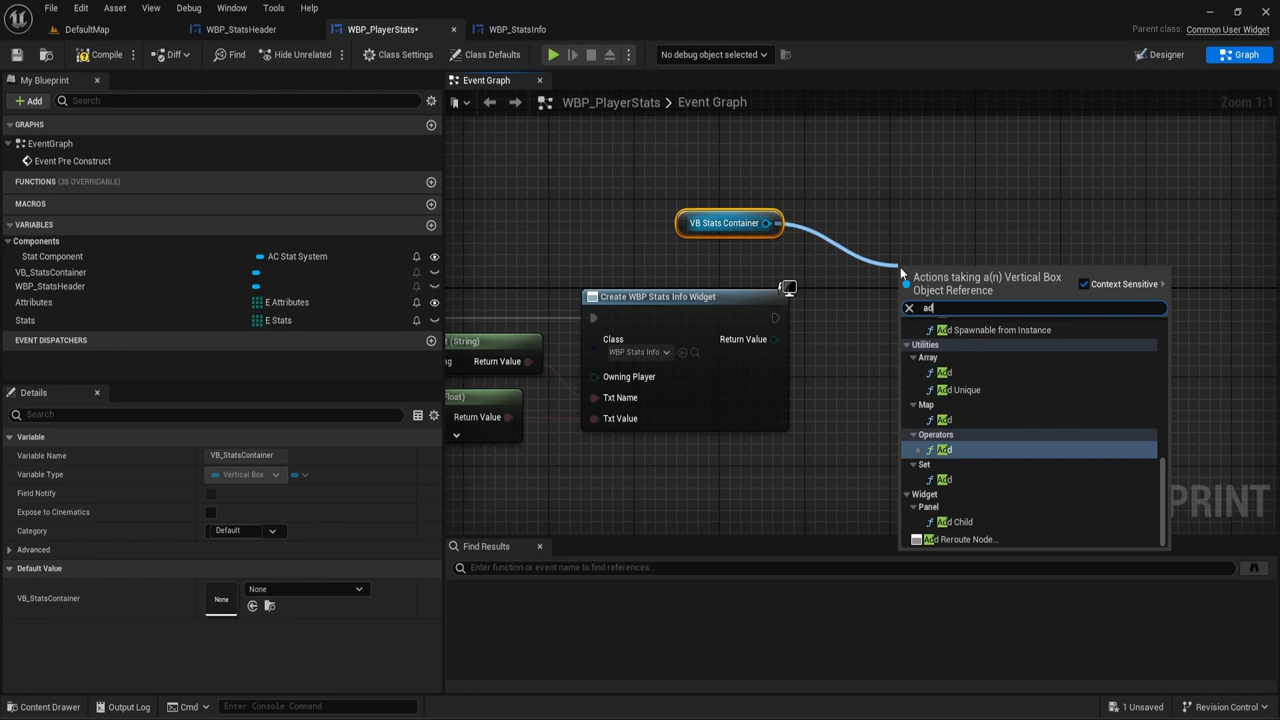 File Edit Asset View Debug Window Tools Help
DefaultMap
WBP_StatsHeader
WBP_PlayerStats*
WBP_StatsInfo
Parent class: Common User Widget
Compile
Diff
Find
Hide Unrelated
Class Settings
Class Defaults
No debug object selected
Designer
Graph
My Blueprint
Event Graph
Add
Search
WBP_PlayerStats > Event Graph
Zoom 1:1
GRAPHS
EventGraph
Event Pre Construct
FUNCTIONS (38 OVERRIDABLE)
MACROS
VARIABLES
Components
Stat Component AC Stat System
VB_StatsContainer
WBP_StatsHeader
Attributes E Attributes
Stats E Stats
EVENT DISPATCHERS
Details
Search
Variable
Variable Name VB_StatsContainer
Variable Type Vertical Box
Field Notify
Expose to Cinematics
Category Default
Advanced
Default Value
VB_StatsContainer None None
VB Stats Container
Create WBP Stats Info Widget
Class
WBP Stats Info
Return Value
Owning Player
Txt Name
Txt Value
t (String)
Return Value
loat)
Return Value
Actions taking a(n) Vertical Box
Object Reference
Context Sensitive
ad
Add Spawnable from Instance
Utilities
Array
Add
Add Unique
Map
Add
Operators
Add
Set
Add
Widget
Panel
Add Child
Add Reroute Node...
PRINT
Find Results
Enter function or event name to find references...
Content Drawer
Output Log
Cmd
Enter Console Command
1 Unsaved
Revision Control